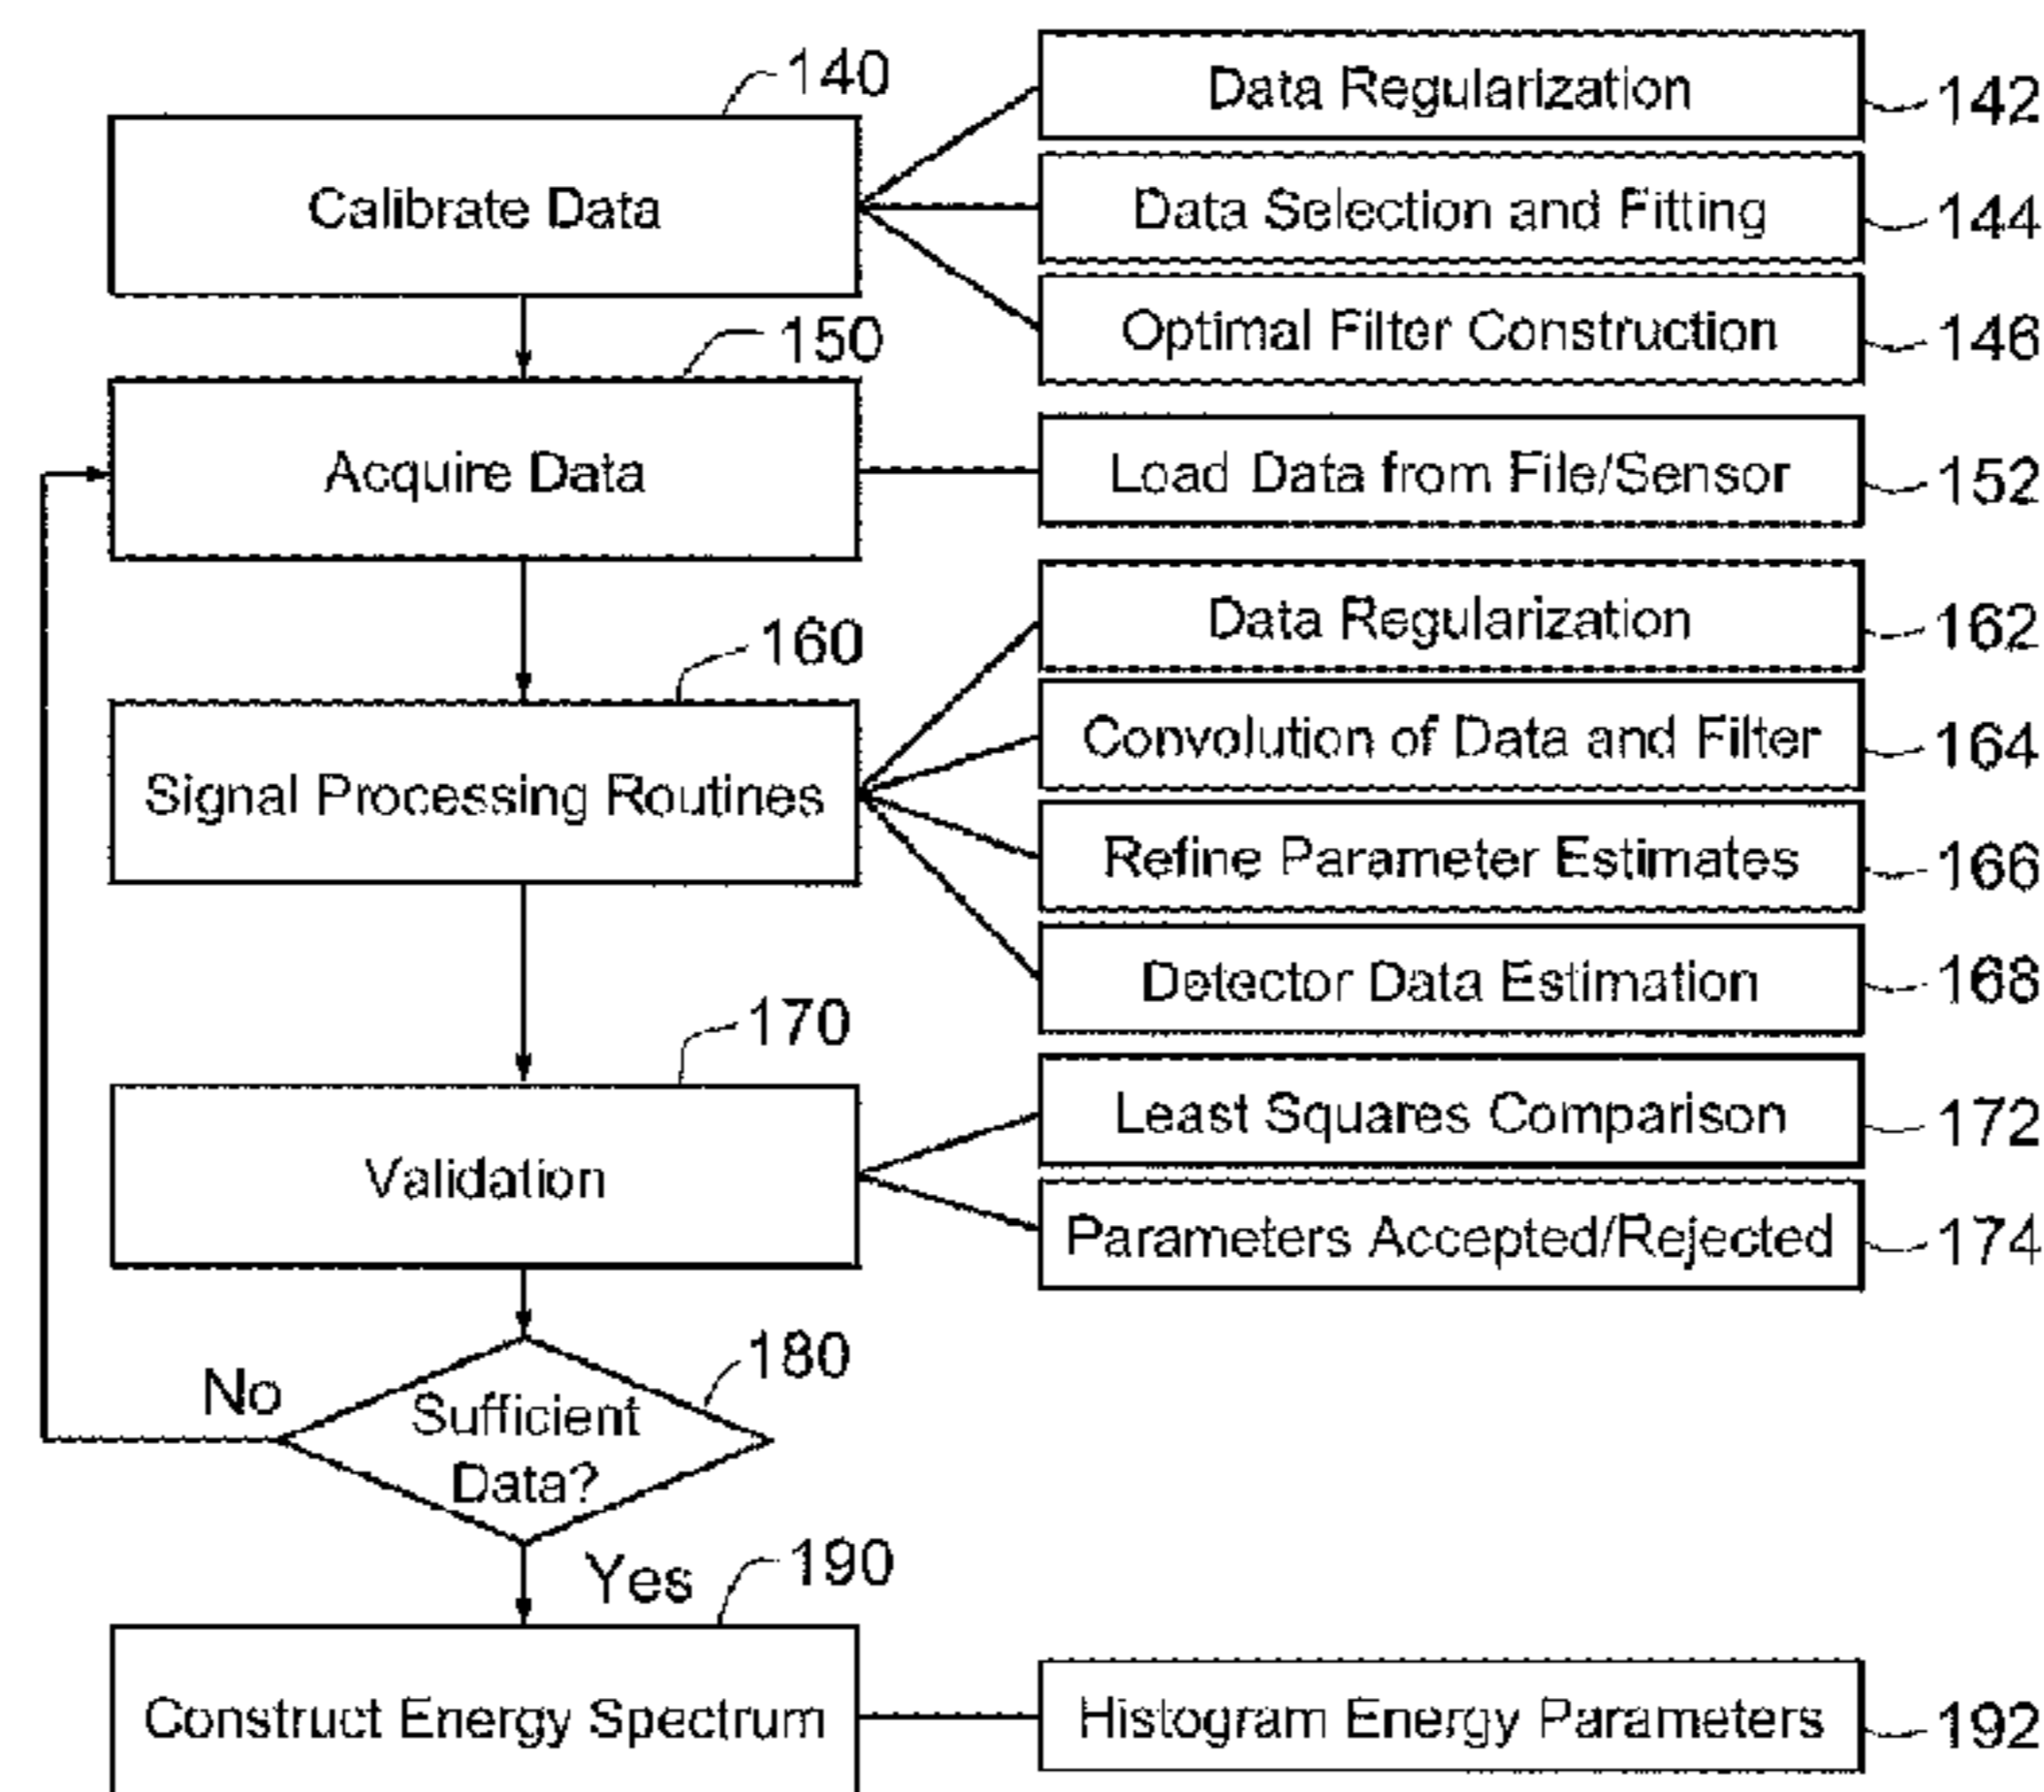 140
Data Regularization
142
Calibrate Data
Data Selection and Fitting
144
Optimal Filter Construction
146
150
Acquire Data
Load Data from File/Sensor
152
160
Data Regularization
162
Convolution of Data and Filter
164
Signal Processing Routines
Refine Parameter Estimates
166
Detector Data Estimation
168
170
Least Squares Comparison
172
Validation
Parameters Accepted/Rejected
174
180
No
Sufficient
Data?
Yes
190
Construct Energy Spectrum
Histogram Energy Parameters
192